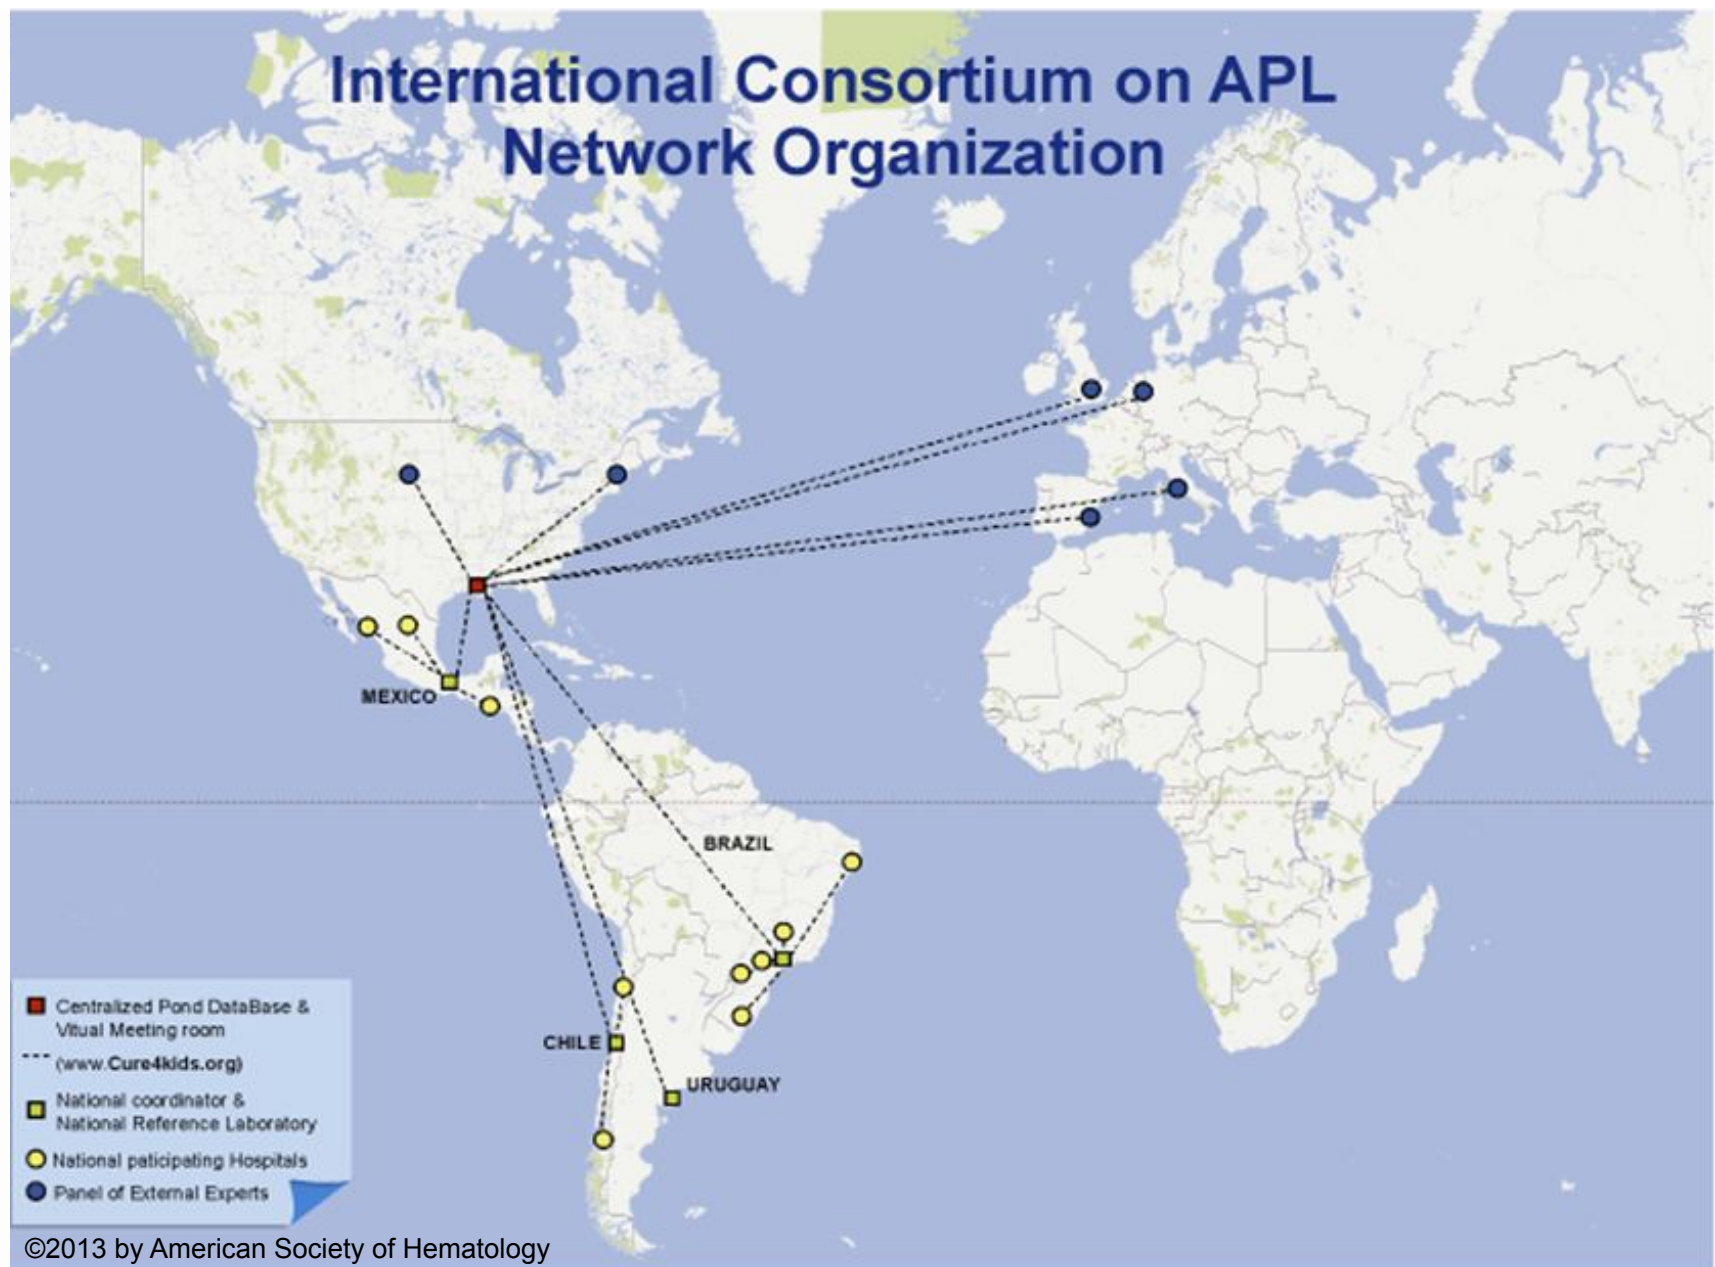 International Consortium on APL
Network Organization
MEXICO
BRAZIL
CHILE
URUGUAY
Centralized Pond DataBase &
Vitual Meeting room
(www.Cure4kids.org)
National coordinator &
National Reference Laboratory
National paticipating Hospitals
Panel of External Experts
©2013 by American Society of Hematology